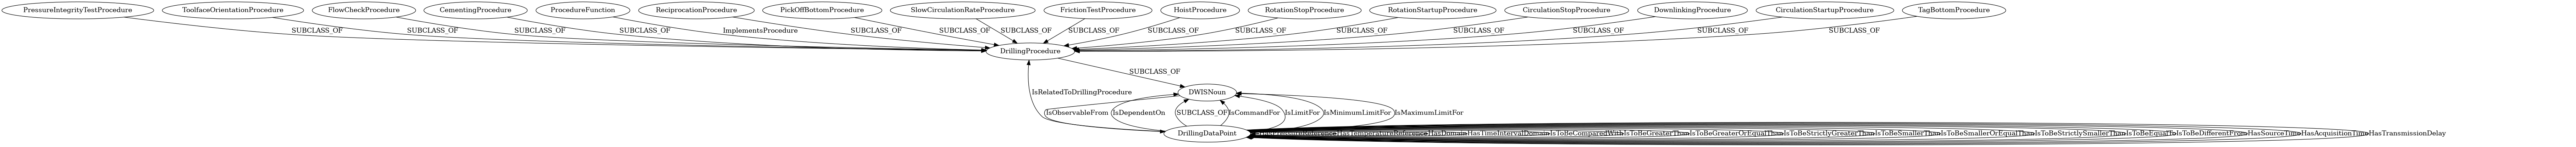 PressureIntegrityTestProcedure ToolfaceOrientationProcedure FlowCheckProcedure CementingProcedure ProcedureFunction ReciprocationProcedure PickOffBottomProcedure SlowCirculationRateProcedure FrictionTestProcedure HoistProcedure RotationStopProcedure RotationStartupProcedure CirculationStopProcedure DownlinkingProcedure CirculationStartupProcedure TagBottomProcedure
SUBCLASS_OF SUBCLASS_OF SUBCLASS_OF SUBCLASS_OF ImplementsProcedure SUBCLASS_OF SUBCLASS_OF SUBCLASS_OF SUBCLASS_OF SUBCLASS_OF SUBCLASS_OF SUBCLASS_OF SUBCLASS_OF SUBCLASS_OF SUBCLASS_OF SUBCLASS_OF
DrillingProcedure
SUBCLASS_OF
IsRelatedToDrillingProcedure DWISNoun
IsObservableFrom IsDependentOn SUBCLASS_OF IsCommandFor IsLimitFor IsMinimumLimitFor IsMaximumLimitFor
DrillingDataPoint HasPressureReference HasTemperatureReference HasDomain HasTimeIntervalDomain IsToBeComparedWith IsToBeGreaterThan IsToBeGreaterOrEqualThan IsToBeStrictlyGreaterThan IsToBeSmallerThan IsToBeSmallerOrEqualThan IsToBeStrictlySmallerThan IsToBeEqualTo IsToBeDifferentFrom HasSourceTime HasAcquisitionTime HasTransmissionDelay